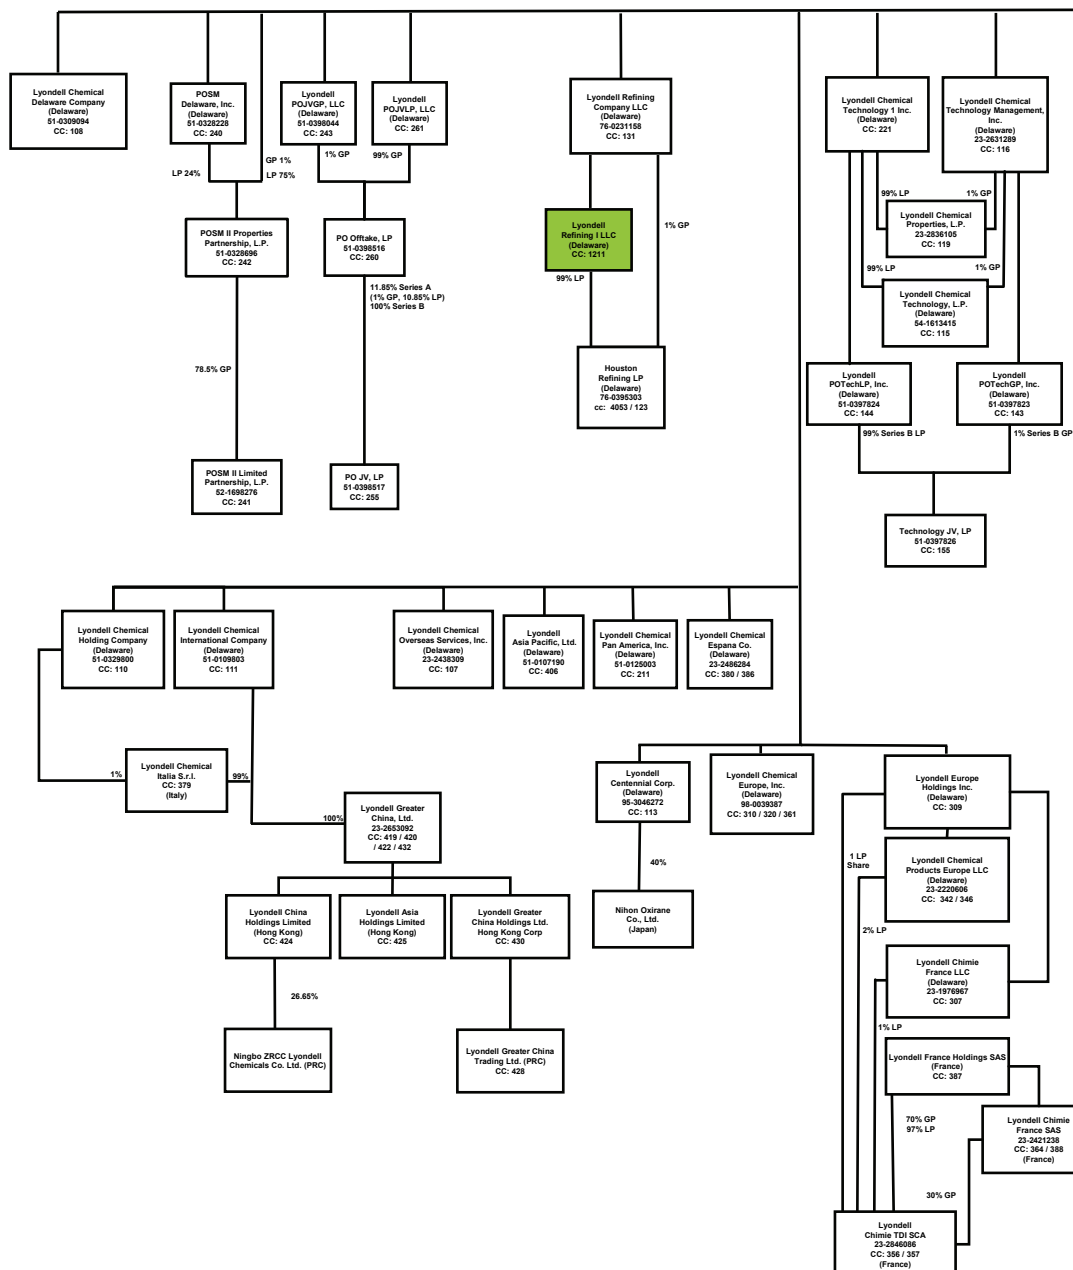 Lyondell Chemical
Delaware Company
(Delaware)
51-0309094
CC: 108
POSM
Delaware, Inc.
(Delaware)
51-0328228
CC: 240
Lyondell
POJVGP, LLC
(Delaware)
51-0398044
CC: 243
Lyondell
POJVLP, LLC
(Delaware)
CC: 261
Lyondell Refining
Company LLC
(Delaware)
76-0231158
CC: 131
Lyondell Chemical
Technology 1 Inc.
(Delaware)
CC: 221
Lyondell Chemical
Technology Management,
Inc.
(Delaware)
23-2631289
CC: 116
LP 24%
GP 1%
LP 75%
1% GP
99% GP
1% GP
99% LP
1% GP
POSM II Properties
Partnership, L.P.
51-0328696
CC: 242
PO Offtake, LP
51-0398516
CC: 260
Lyondell
Refining I LLC
(Delaware)
CC: 1211
Lyondell Chemical
Properties, L.P.
23-2836105
CC: 119
99% LP
99% LP
1% GP
11.85% Series A
(1% GP, 10.85% LP)
100% Series B
Lyondell Chemical
Technology, L.P.
(Delaware)
54-1613415
CC: 115
78.5% GP
Houston
Refining LP
(Delaware)
76-0395303
cc: 4053 / 123
Lyondell
POTechLP, Inc.
(Delaware)
51-0397824
CC: 144
Lyondell
POTechGP, Inc.
(Delaware)
51-0397823
CC: 143
99% Series B LP
1% Series B GP
POSM II Limited
Partnership, L.P.
52-1698276
CC: 241
PO JV, LP
51-0398517
CC: 255
Technology JV, LP
51-0397826
CC: 155
Lyondell Chemical
Holding Company
(Delaware)
51-0329800
CC: 110
Lyondell Chemical
International Company
(Delaware)
51-0109803
CC: 111
Lyondell Chemical
Overseas Services, Inc.
(Delaware)
23-2438309
CC: 107
Lyondell
Asia Pacific, Ltd.
(Delaware)
51-0107190
CC: 406
Lyondell Chemical
Pan America, Inc.
(Delaware)
51-0125003
CC: 211
Lyondell Chemical
Espana Co.
(Delaware)
23-2486284
CC: 380 / 386
1%
Lyondell Chemical
Italia S.r.l.
CC: 379
(Italy)
99%
Lyondell
Centennial Corp.
(Delaware)
95-3046272
CC: 113
Lyondell Chemical
Europe, Inc.
(Delaware)
98-0039387
CC: 310 / 320 / 361
Lyondell Europe
Holdings Inc.
(Delaware)
CC: 309
100%
Lyondell Greater
China, Ltd.
23-2653092
CC: 419 / 420
/ 422 / 432
40%
1 LP
Share
Lyondell Chemical
Products Europe LLC
(Delaware)
23-2220606
CC: 342 / 346
Lyondell China
Holdings Limited
(Hong Kong)
CC: 424
Lyondell Asia
Holdings Limited
(Hong Kong)
CC: 425
Lyondell Greater
China Holdings Ltd.
Hong Kong Corp
CC: 430
Nihon Oxirane
Co., Ltd.
(Japan)
2% LP
Lyondell Chimie
France LLC
(Delaware)
23-1976967
CC: 307
26.65%
1% LP
Ningbo ZRCC Lyondell
Chemicals Co. Ltd. (PRC)
Lyondell Greater China
Trading Ltd. (PRC)
CC: 428
Lyondell France Holdings SAS
(France)
CC: 387
70% GP
97% LP
Lyondell Chimie
France SAS
23-2421238
CC: 364 / 388
(France)
30% GP
Lyondell
Chimie TDI SCA
23-2846086
CC: 356 / 357
(France)